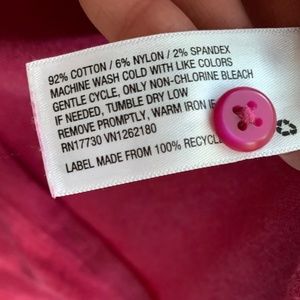 92% COTTON / 6% NYLON / 2% SPANDEX
MACHINE WASH COLD WITH LIKE COLORS
GENTLE CYCLE, ONLY NON-CHLORINE BLEACH
IF NEEDED, TUMBLE DRY LOW
REMOVE PROMPTLY, WARM IRON
RN17730 VN1262180
LABEL MADE FROM 100%